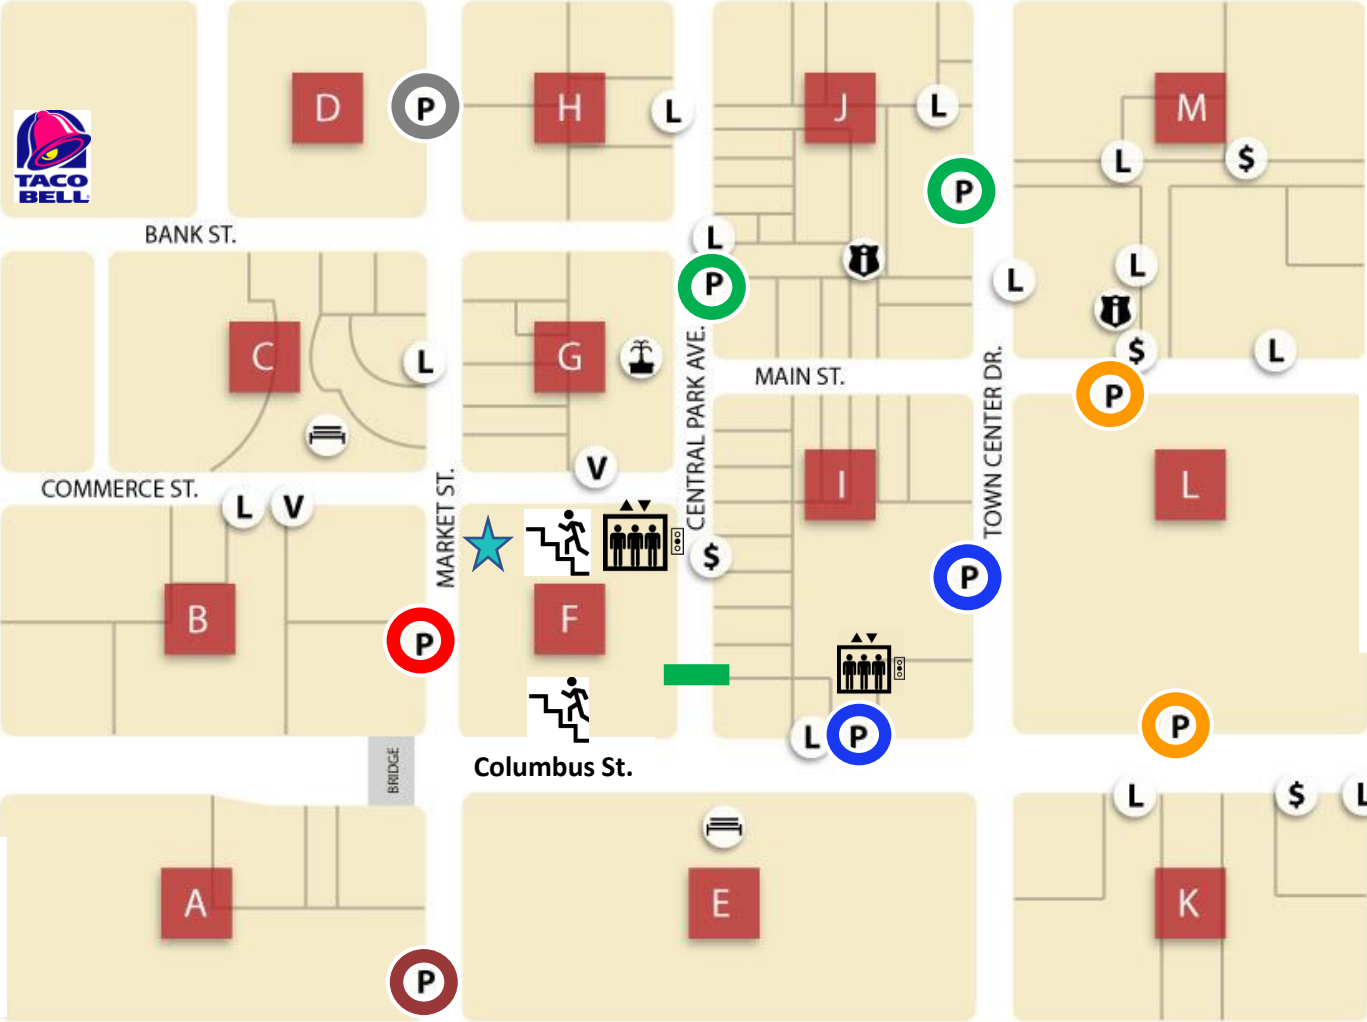 D
P
H
L
J
L
M
L
$
TACO
BELL
P
BANK ST.
L
P
i
L
L
i
C
L
G
CENTRAL PARK AVE.
MAIN ST.
TOWN CENTER DR.
$
L
P
V
COMMERCE ST.
L
V
MARKET ST.
I
L
$
P
B
P
F
L
P
P
BRIDGE
Columbus St.
L
$
L
A
E
K
P